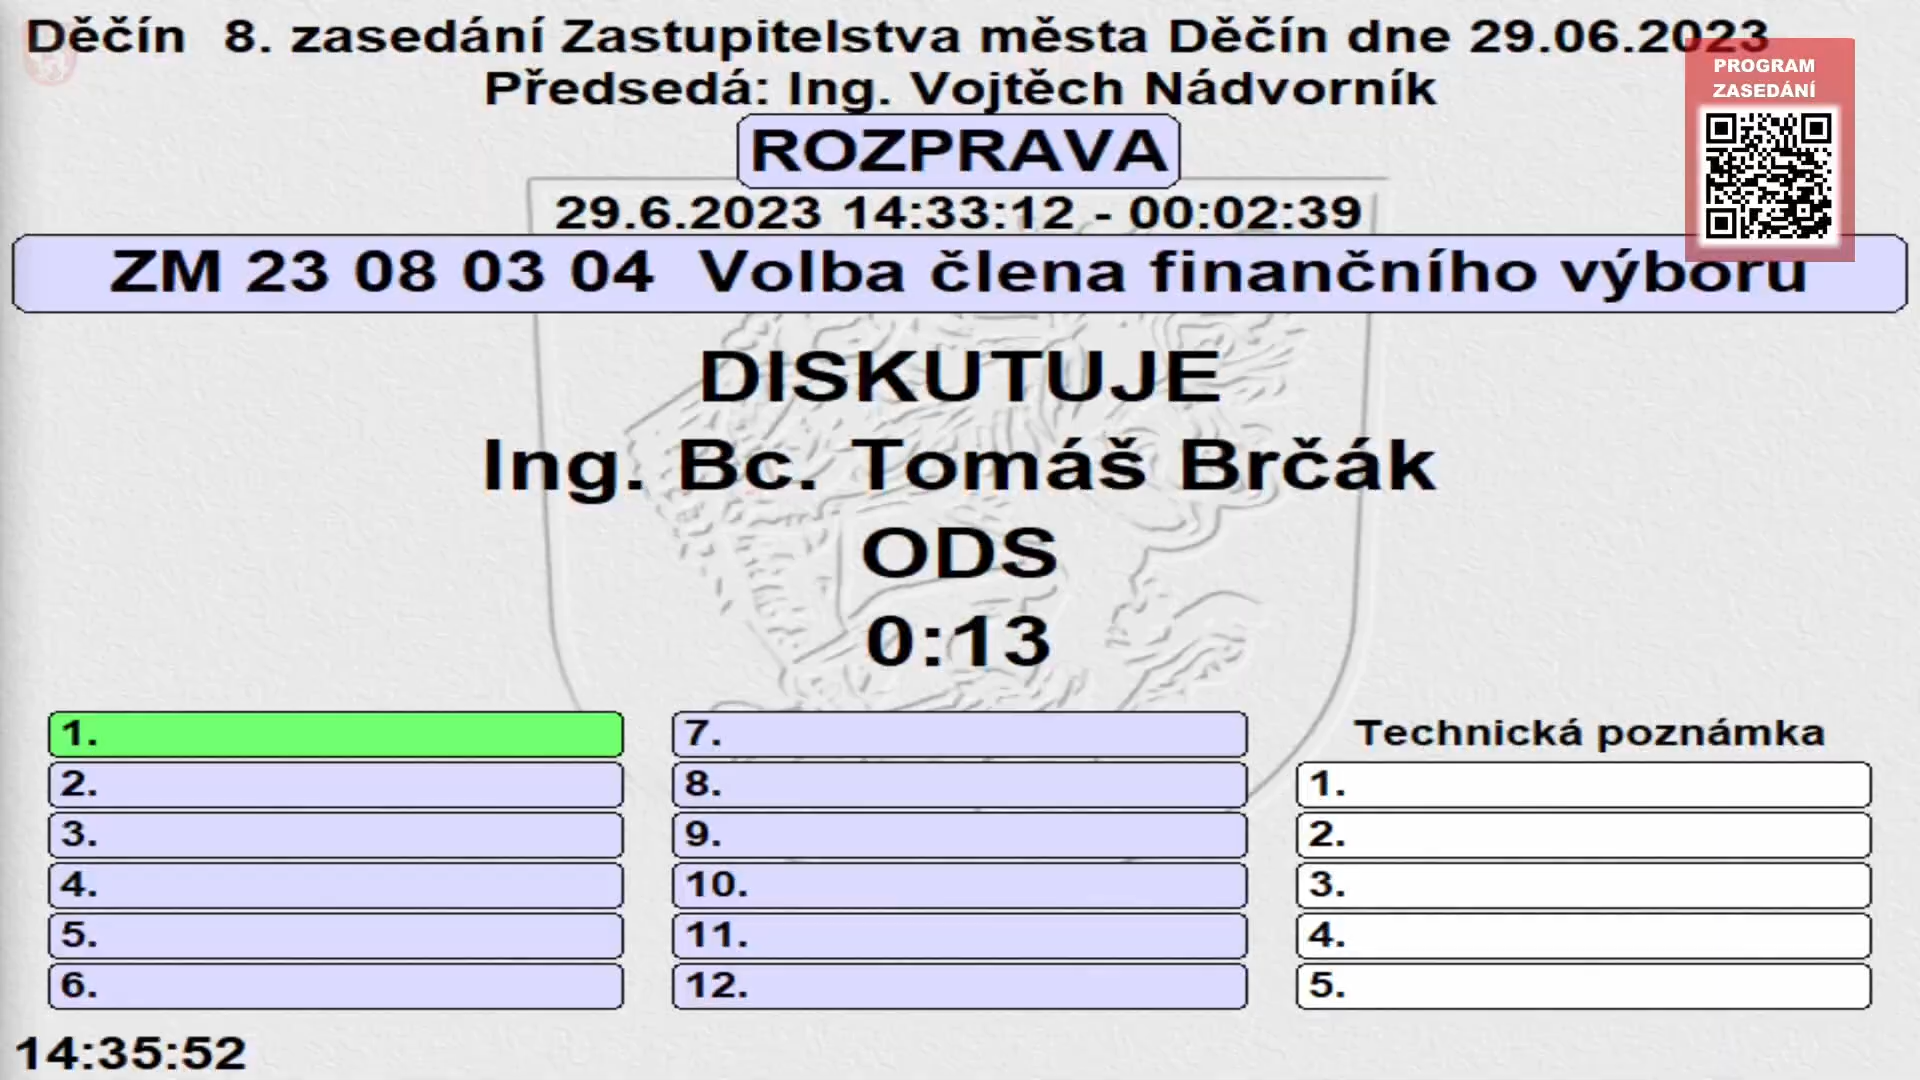 Děčín 8. zasedání Zastupitelstva města Děčín dne 29.06.2023
Předsedá: Ing. Vojtěch Nádvorník
PROGRAM
ZASEDÁNÍ
ROZPRAVA
29.6.2023 14:33:12 - 00:02:39
ZM 23 08 03 04 Volba člena finančního výboru
DISKUTUJE
Ing. Bc. Tomáš Brčák
ODS
0:13
1.
2.
3.
4.
5.
6.
7.
8.
9.
10.
11.
12.
Technická poznámka
1.
2.
3.
4.
5.
14:35:52